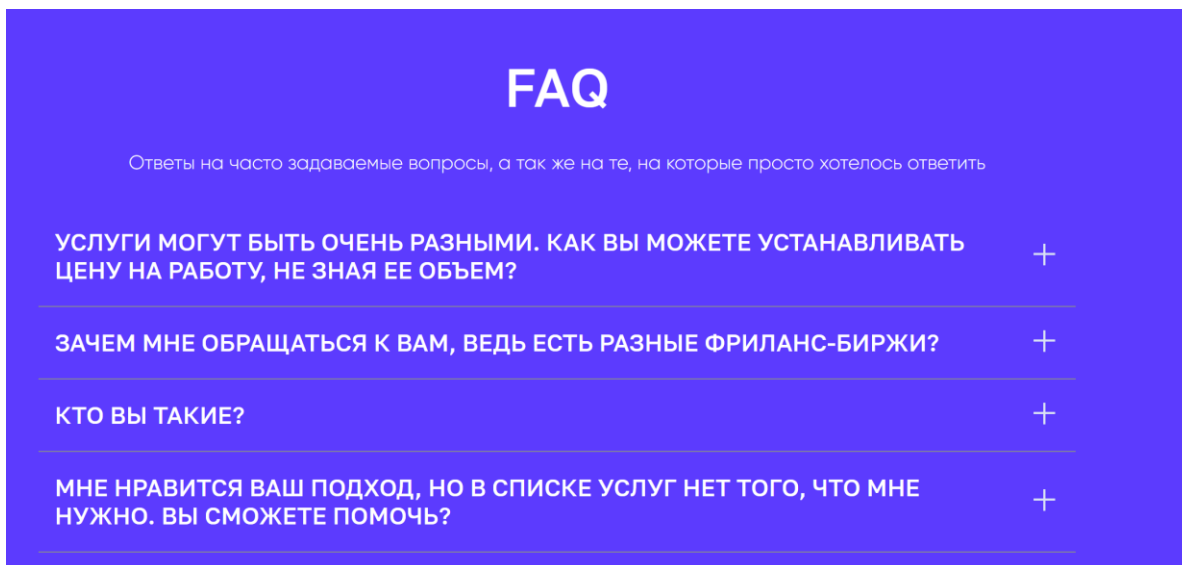 FAQ
Ответы на часто задаваемые вопросы, а так же на те, на которые просто хотелось ответить
УСЛУГИ МОГУТ БЫТЬ ОЧЕНЬ РАЗНЫМИ. КАК ВЫ МОЖЕТЕ УСТАНАВЛИВАТЬ
ЦЕНУ НА РАБОТУ, НЕ ЗНАЯ ЕЕ ОБЪЕМ?
ЗАЧЕМ МНЕ ОБРАЩАТЬСЯ К ВАМ, ВЕДЬ ЕСТЬ РАЗНЫЕ ФРИЛАНС-БИРЖИ?
КТО ВЫ ТАКИЕ?
МНЕ НРАВИТСЯ ВАШ ПОДХОД, НО В СПИСКЕ УСЛУГ НЕТ ТОГО, ЧТО МНЕ
НУЖНО. ВЫ СМОЖЕТЕ ПОМОЧЬ?